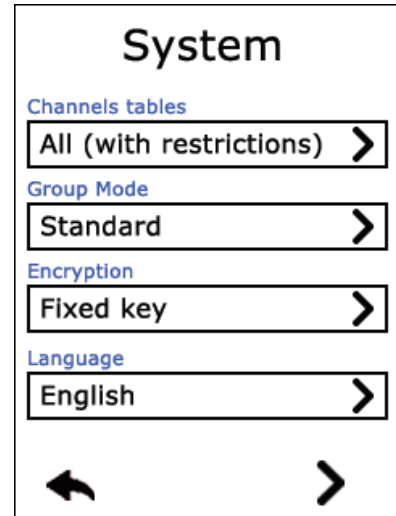 System
Channels tables
All (with restrictions)
Group Mode
Standard
Encryption
Fixed key
Language
English